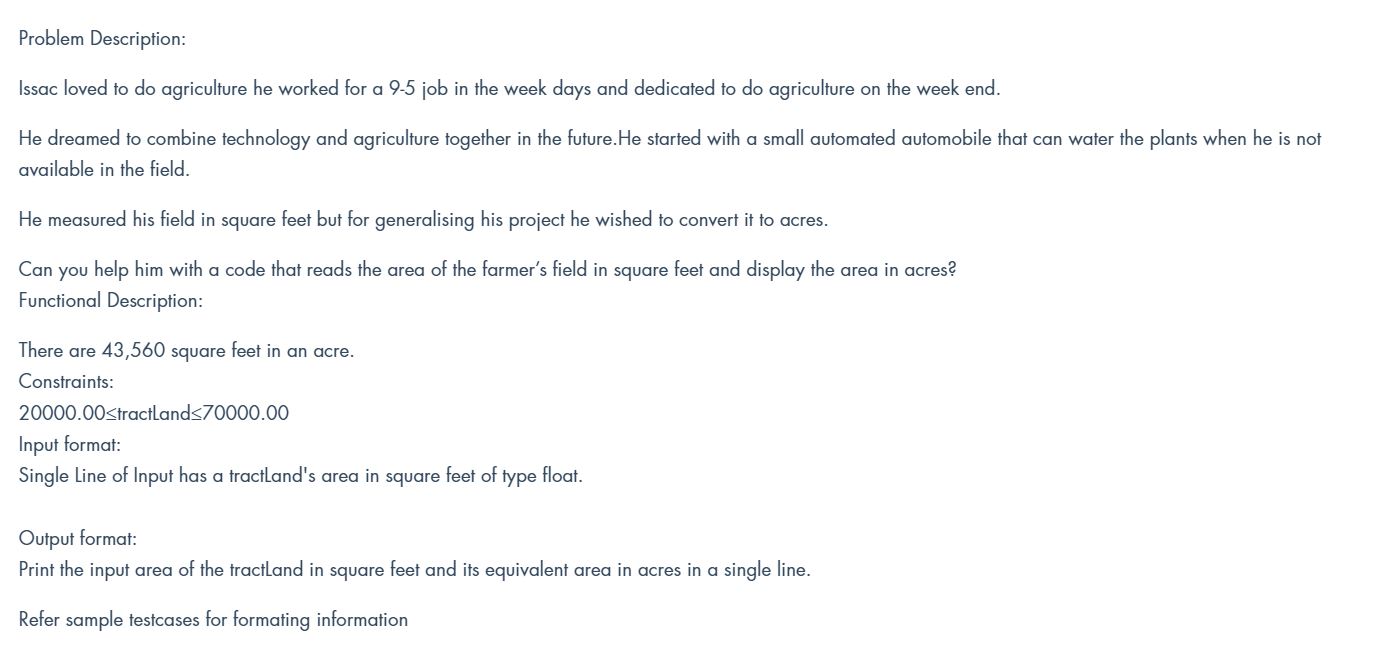 Problem Description:
Issac loved to do agriculture he worked for a 9-5 job in the week days and dedicated to do agriculture on the week end.
He dreamed to combine technology and agriculture together in the future.He started with a small automated automobile that can water the plants when he is not
available in the field.
He measured his field in square feet but for generalising his project he wished to convert it to acres.
Can you help him with a code that reads the area of the farmer’s field in square feet and display the area in acres?
Functional Description:
There are 43,560 square feet in an acre.
Constraints:
20000.00≤tractLand≤70000.00
Input format:
Single Line of Input has a tractLand's area in square feet of type float.
Output format:
Print the input area of the tractLand in square feet and its equivalent area in acres in a single line.
Refer sample testcases for formating information